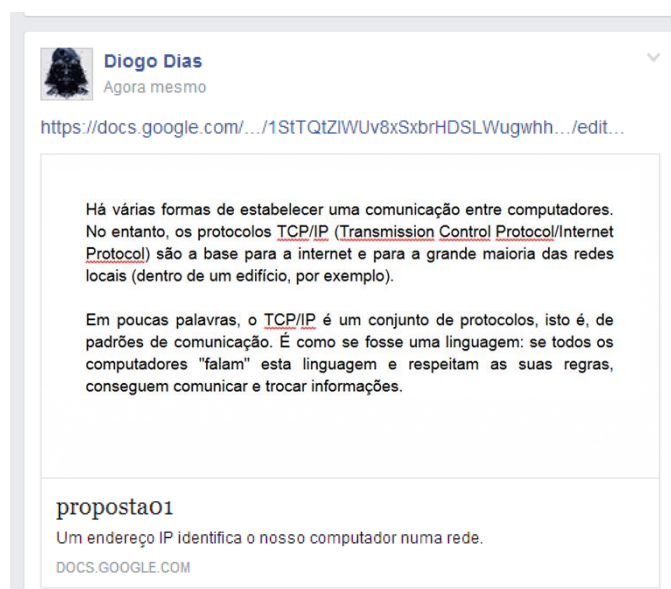 Diogo Dias
Agora mesmo
https://docs.google.com/.../1StTQtZlWUv8xSxbrHDSLWugwhh.../edit...
Há várias formas de estabelecer uma comunicação entre computadores.
No entanto, os protocolos TCP/IP (Transmission Control Protocol/Internet
Protocol) são a base para a internet e para a grande maioria das redes
locais (dentro de um edifício, por exemplo).
Em poucas palavras, o TCP/IP é um conjunto de protocolos, isto é, de
padrões de comunicação. É como se fosse uma linguagem: se todos os
computadores "falam" esta linguagem e respeitam as suas regras,
conseguem comunicar e trocar informações.
proposta01
Um endereço IP identifica o nosso computador numa rede.
DOCS.GOOGLE.COM